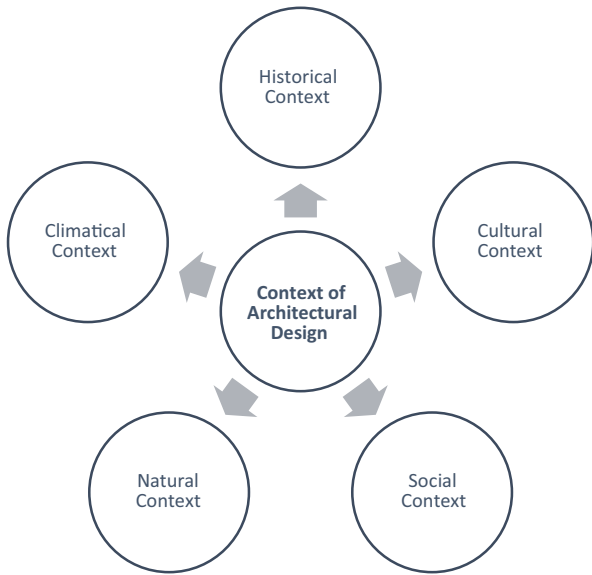 Historical
Context
Climatical
Context
Cultural
Context
Context of
Architectural
Design
Natural
Context
Social
Context